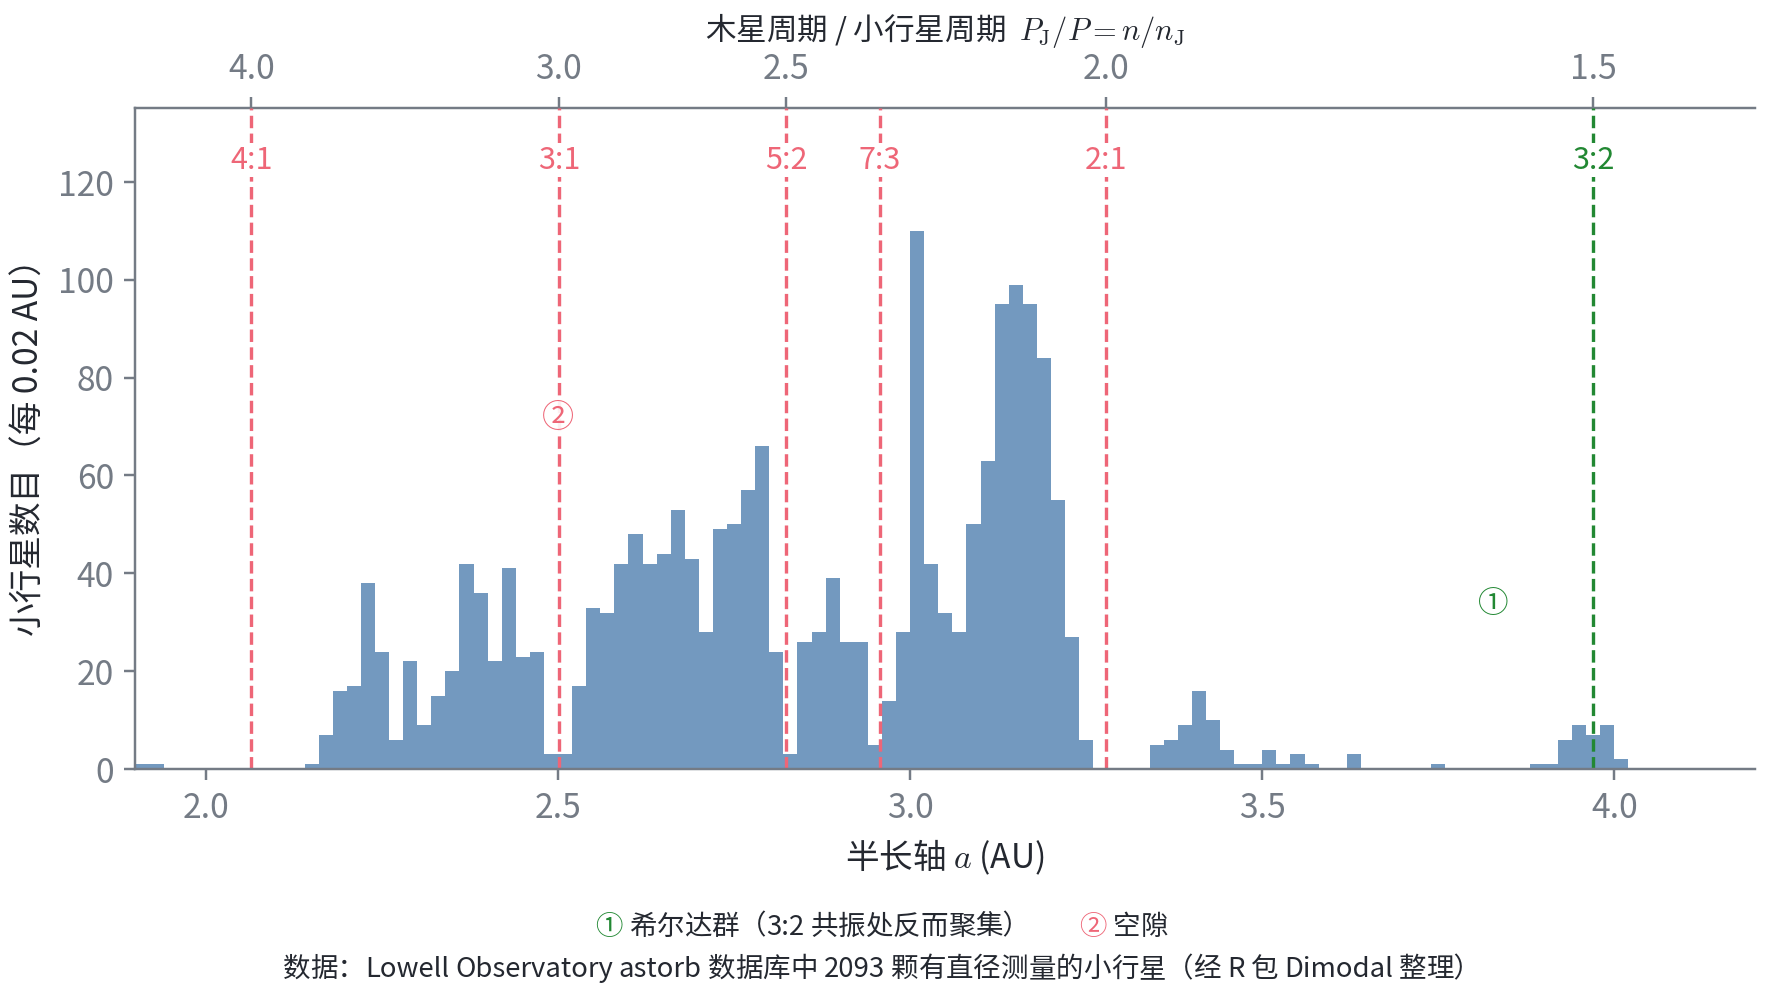 木星周期 / 小行星周期 P_J/P = n/n_J
4.0 3.0 2.5 2.0 1.5
4:1 3:1 5:2 7:3 2:1 3:2
小行星数目（每 0.02 AU）
120
100
80
60
40
20
0
②
①
2.0 2.5 3.0 3.5 4.0
半长轴 a (AU)
① 希尔达群（3:2 共振处反而聚集） ② 空隙
数据：Lowell Observatory astorb 数据库中 2093 颗有直径测量的小行星（经 R 包 Dimodal 整理）